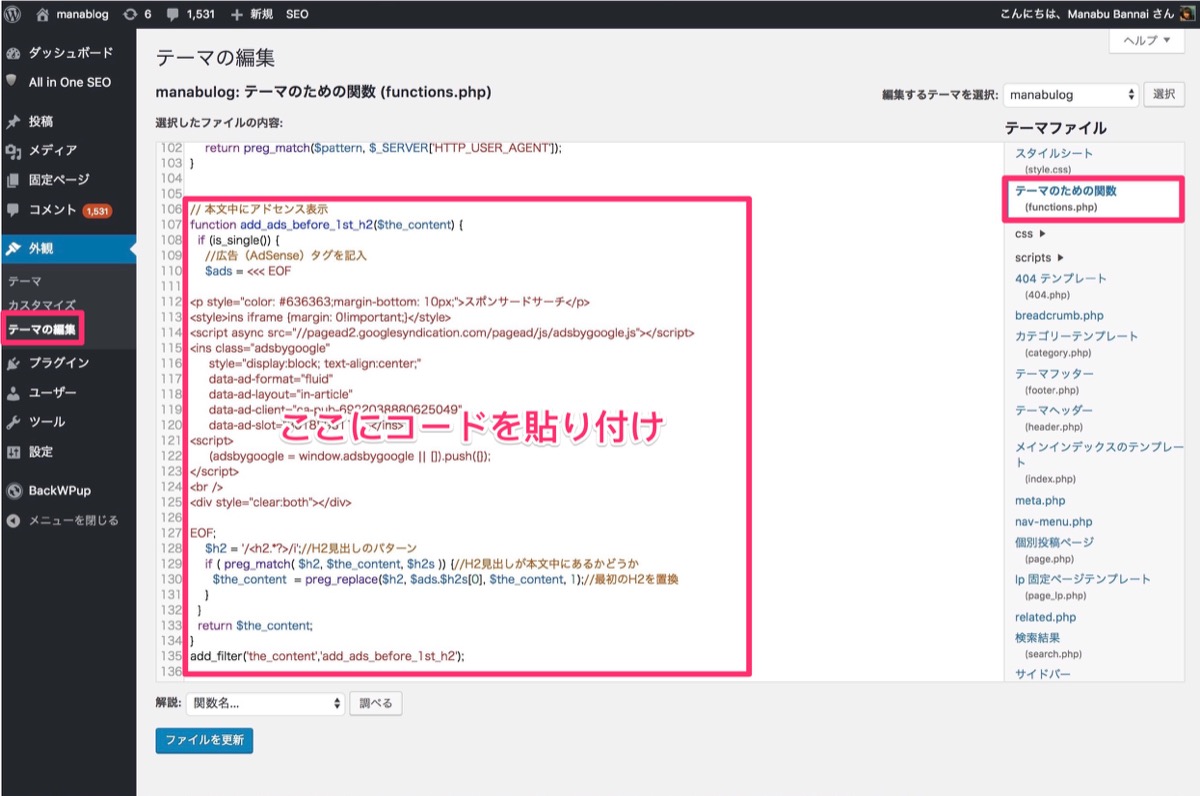 manablog 6 1,531 新規 SEO こんにちは、Manabu Bannai さん
ヘルプ ▼
ダッシュボード
All in One SEO
投稿
メディア
固定ページ
コメント 1,531
外観
テーマ
カスタマイズ
テーマの編集
プラグイン
ユーザー
ツール
設定
BackWPup
メニューを閉じる
テーマの編集
manabulog: テーマのための関数 (functions.php)
編集するテーマを選択: manabulog 選択
選択したファイルの内容:
102 return preg_match($pattern, $_SERVER['HTTP_USER_AGENT']);
103 }
104
105
106 // 本文中にアドセンス表示
107 function add_ads_before_1st_h2($the_content) {
108 if (is_single()) {
109 //広告（AdSense）タグを記入
110 $ads = <<< EOF
111
112 <p style="color: #636363;margin-bottom: 10px;">スポンサードサーチ</p>
113 <style>ins iframe {margin: 0!important;}</style>
114 <script async src="//pagead2.googlesyndication.com/pagead/js/adsbygoogle.js"></script>
115 <ins class="adsbygoogle"
116 style="display:block; text-align:center;"
117 data-ad-format="fluid"
118 data-ad-layout="in-article"
119 data-ad-client=
120 data-ad-slot= </ins>
ここにコードを貼り付け
121 <script>
122 (adsbygoogle = window.adsbygoogle || []).push({});
123 </script>
124 <br />
125 <div style="clear:both"></div>
126
127 EOF;
128 $h2 = '/<h2.*?>/i';//H2見出しのパターン
129 if ( preg_match( $h2, $the_content, $h2s )) {//H2見出しが本文中にあるかどうか
130 $the_content = preg_replace($h2, $ads.$h2s[0], $the_content, 1);//最初のH2を置換
131 }
132 }
133 return $the_content;
134 }
135 add_filter('the_content','add_ads_before_1st_h2');
136
解説: 関数名... 調べる
ファイルを更新
テーマファイル
スタイルシート
(style.css)
テーマのための関数
(functions.php)
css ▶
scripts ▶
404 テンプレート
(404.php)
breadcrumb.php
カテゴリーテンプレート
(category.php)
テーマフッター
(footer.php)
テーマヘッダー
(header.php)
メインインデックスのテンプレー
ト
(index.php)
meta.php
nav-menu.php
個別投稿ページ
(page.php)
lp 固定ページテンプレート
(page_lp.php)
related.php
検索結果
(search.php)
サイドバー